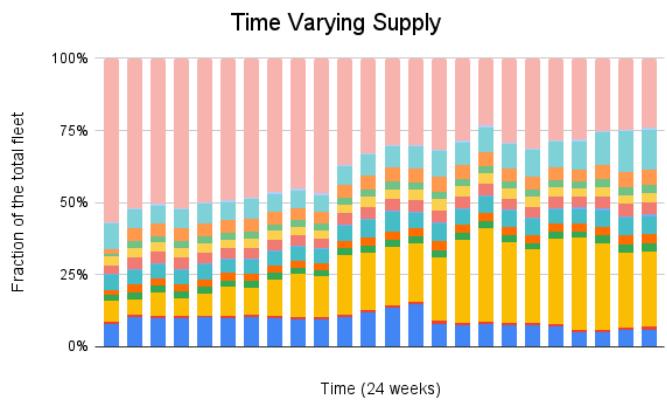 Time Varying Supply
100%
75%
50%
25%
0%
Fraction of the total fleet
Time (24 weeks)